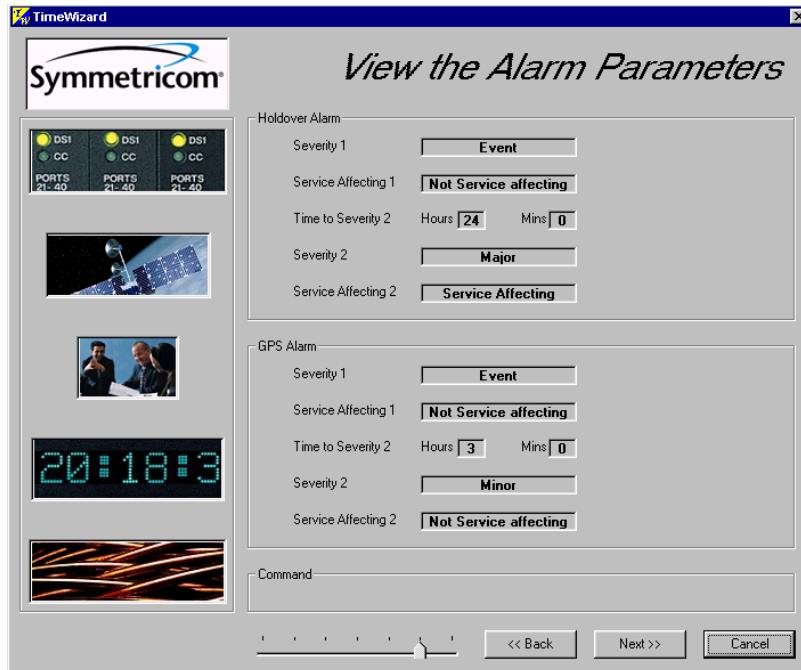 TimeWizard
Symmetricom
View the Alarm Parameters
DS1 DS1 DS1
CC CC CC
PORTS PORTS PORTS
21-40 21-40 21-40
20:18:3
Holdover Alarm
Severity 1 Event
Service Affecting 1 Not Service affecting
Time to Severity 2 Hours 24 Mins 0
Severity 2 Major
Service Affecting 2 Service Affecting
GPS Alarm
Severity 1 Event
Service Affecting 1 Not Service affecting
Time to Severity 2 Hours 3 Mins 0
Severity 2 Minor
Service Affecting 2 Not Service affecting
Command
<< Back Next >> Cancel